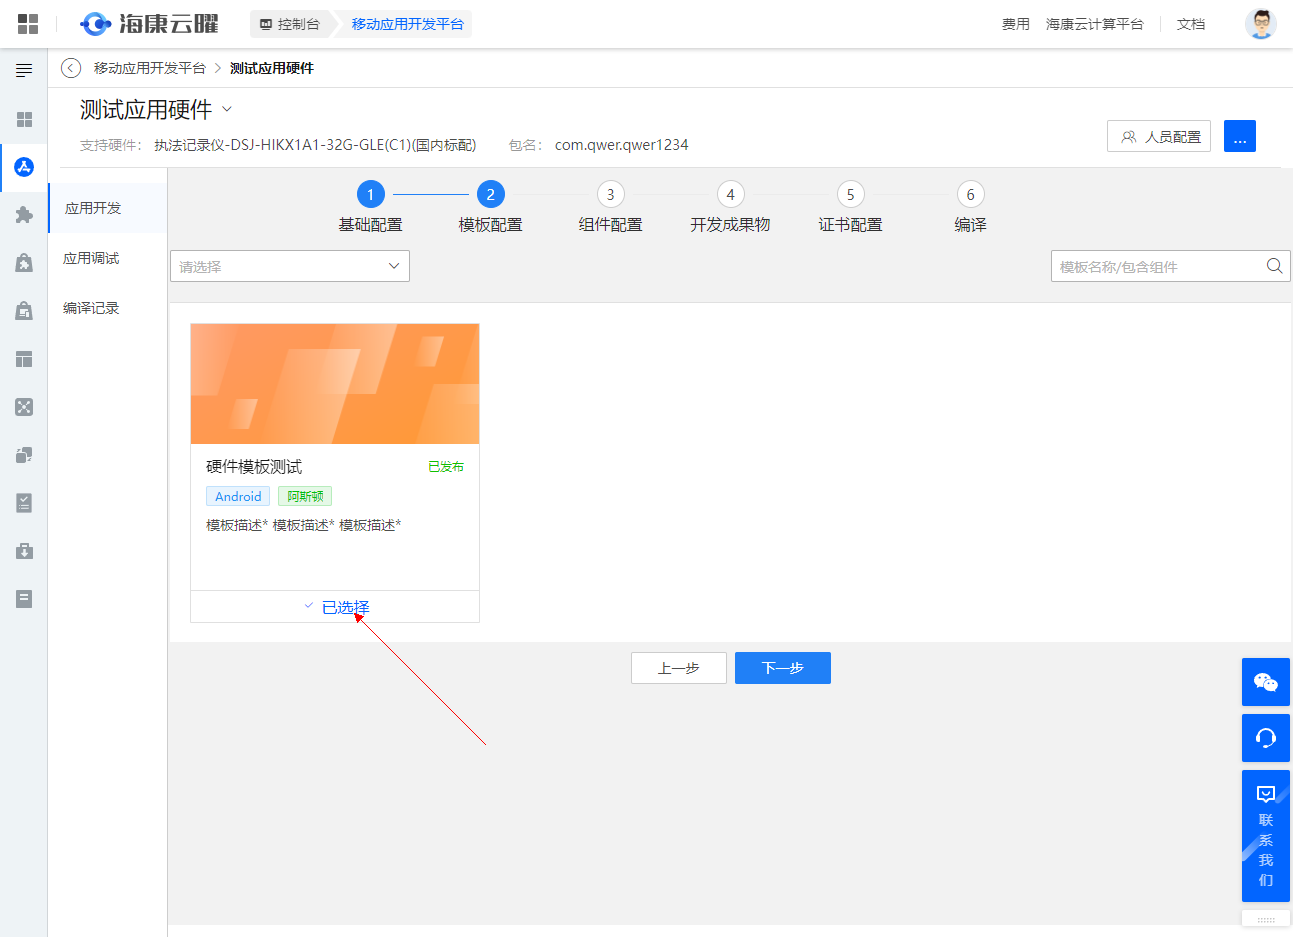 海康云曜 控制台 移动应用开发平台 费用 海康云计算平台 文档
移动应用开发平台 > 测试应用硬件
测试应用硬件
支持硬件： 执法记录仪-DSJ-HIKX1A1-32G-GLE(C1)(国内标配) 包名： com.qwer.qwer1234
人员配置 ...
应用开发
应用调试
编译记录
1 2 3 4 5 6
基础配置 模板配置 组件配置 开发成果物 证书配置 编译
请选择 模板名称/包含组件
硬件模板测试 已发布
Android 阿斯顿
模板描述* 模板描述* 模板描述*
已选择
上一步 下一步
联
系
我
们